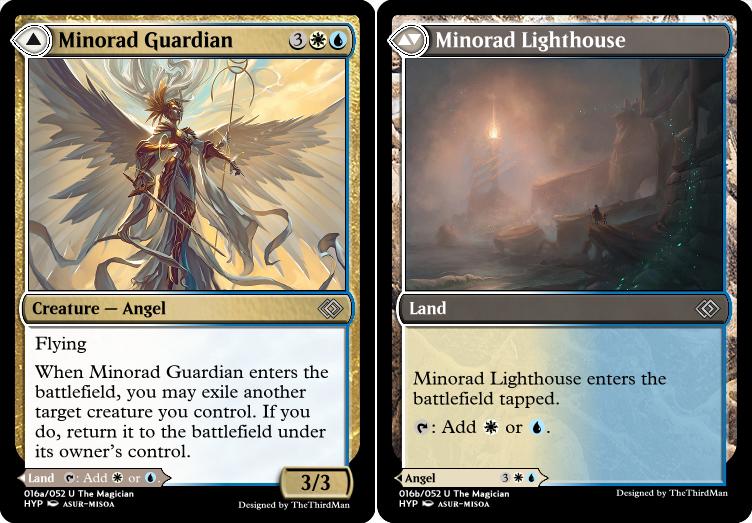 Minorad Guardian 3
Creature — Angel
Flying
When Minorad Guardian enters the
battlefield, you may exile another
target creature you control. If you
do, return it to the battlefield under
its owner's control.
Land : Add or .
3/3
016a/052 U The Magician
HYP ASUR-MISOA
Designed by TheThirdMan
Minorad Lighthouse
Land
Minorad Lighthouse enters the
battlefield tapped.
: Add or .
Angel 3
016b/052 U The Magician
HYP ASUR-MISOA
Designed by TheThirdMan